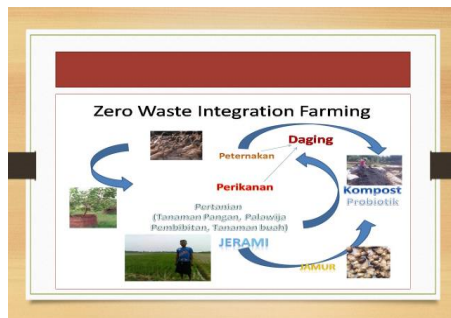 Zero Waste Integration Farming
Daging
Peternakan
Perikanan
Kompost
Probiotik
Pertanian
(Tanaman Pangan, Palawija
Pembibitan, Tanaman buah)
JERAMI
JAMUR